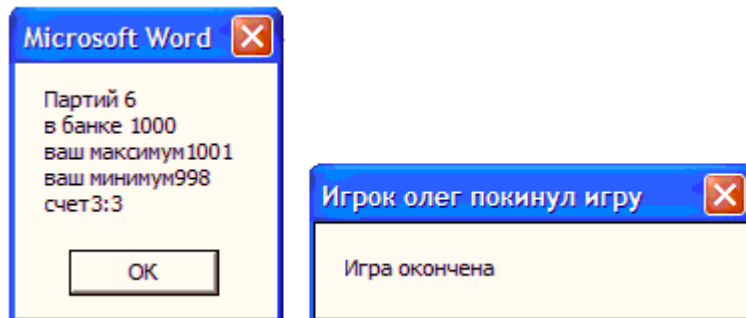 Microsoft Word
Партий 6
в банке 1000
ваш максимум1001
ваш минимум998
счет3:3
OK
Игрок олег покинул игру
Игра окончена